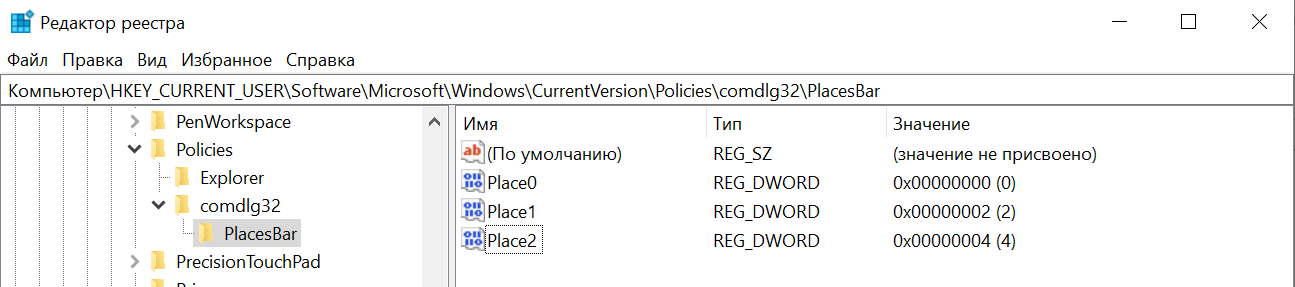 Редактор реестра
Файл Правка Вид Избранное Справка
Компьютер\HKEY_CURRENT_USER\Software\Microsoft\Windows\CurrentVersion\Policies\comdlg32\PlacesBar
PenWorkspace
Policies
Explorer
comdlg32
PlacesBar
PrecisionTouchPad
Имя Тип Значение
(По умолчанию) REG_SZ (значение не присвоено)
Place0 REG_DWORD 0x00000000 (0)
Place1 REG_DWORD 0x00000002 (2)
Place2 REG_DWORD 0x00000004 (4)